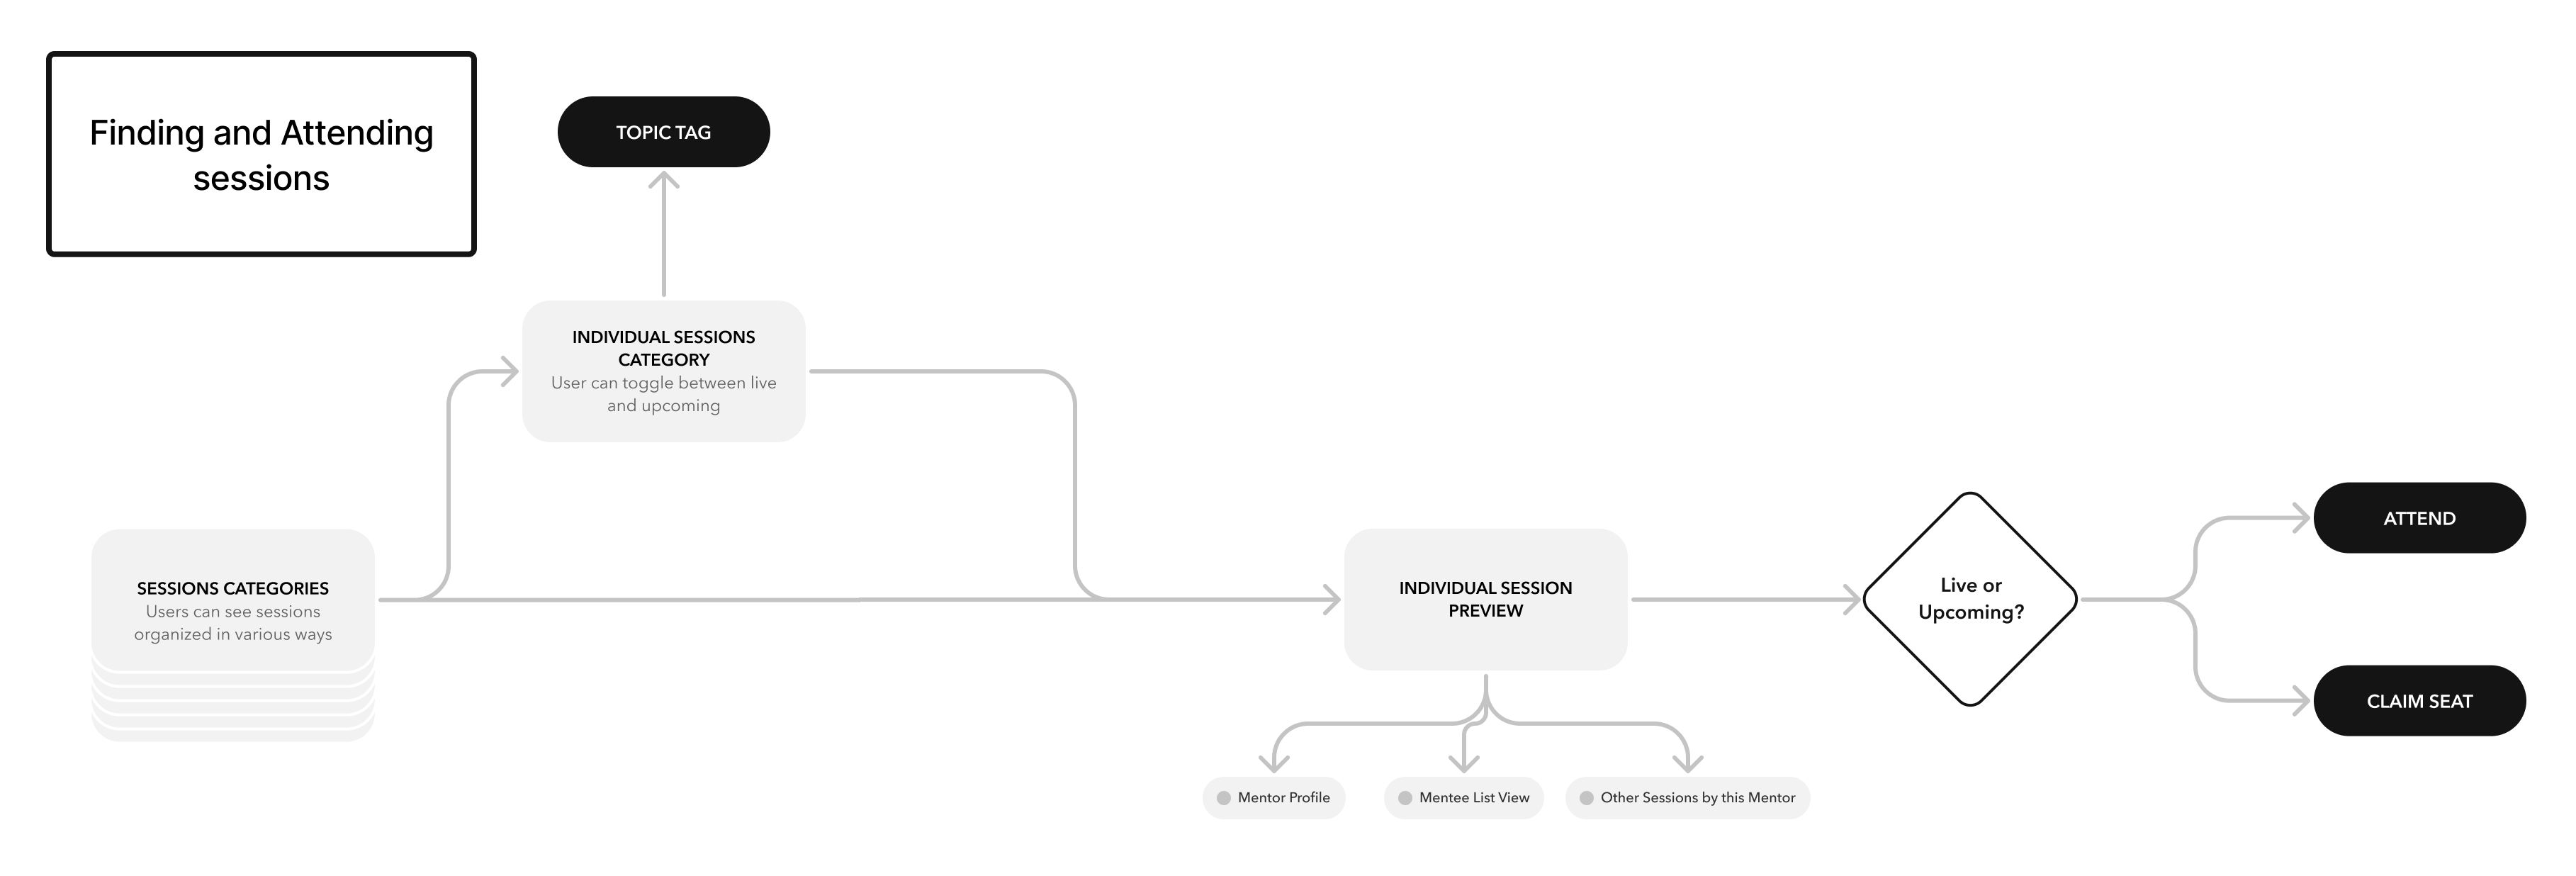 Finding and Attending
sessions
TOPIC TAG
INDIVIDUAL SESSIONS
CATEGORY
User can toggle between live
and upcoming
SESSIONS CATEGORIES
Users can see sessions
organized in various ways
INDIVIDUAL SESSION
PREVIEW
Live or
Upcoming?
ATTEND
CLAIM SEAT
Mentor Profile
Mentee List View
Other Sessions by this Mentor